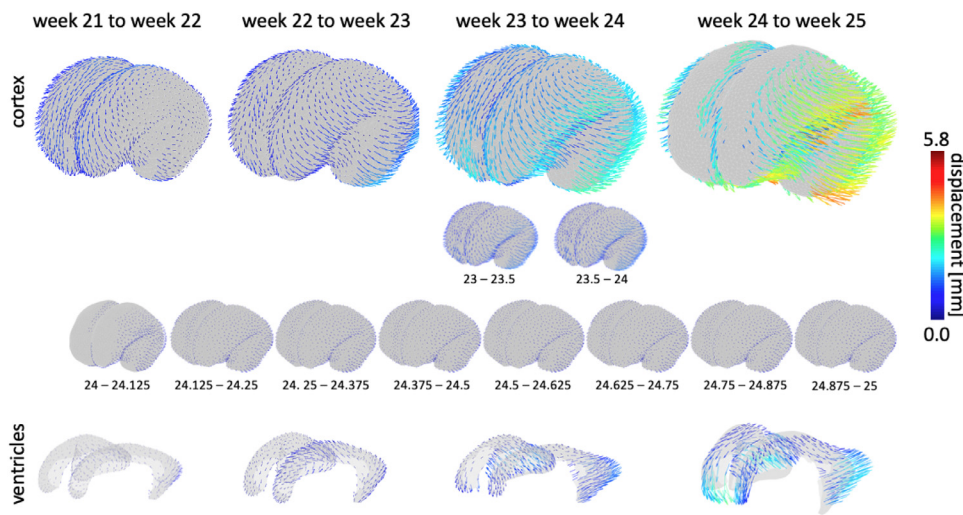 week 21 to week 22
week 22 to week 23
week 23 to week 24
week 24 to week 25
cortex
5.8
displacement [mm]
0.0
23 – 23.5
23.5 – 24
24 – 24.125
24.125 – 24.25
24. 25 – 24.375
24.375 – 24.5
24.5 – 24.625
24.625 – 24.75
24.75 – 24.875
24.875 – 25
ventricles